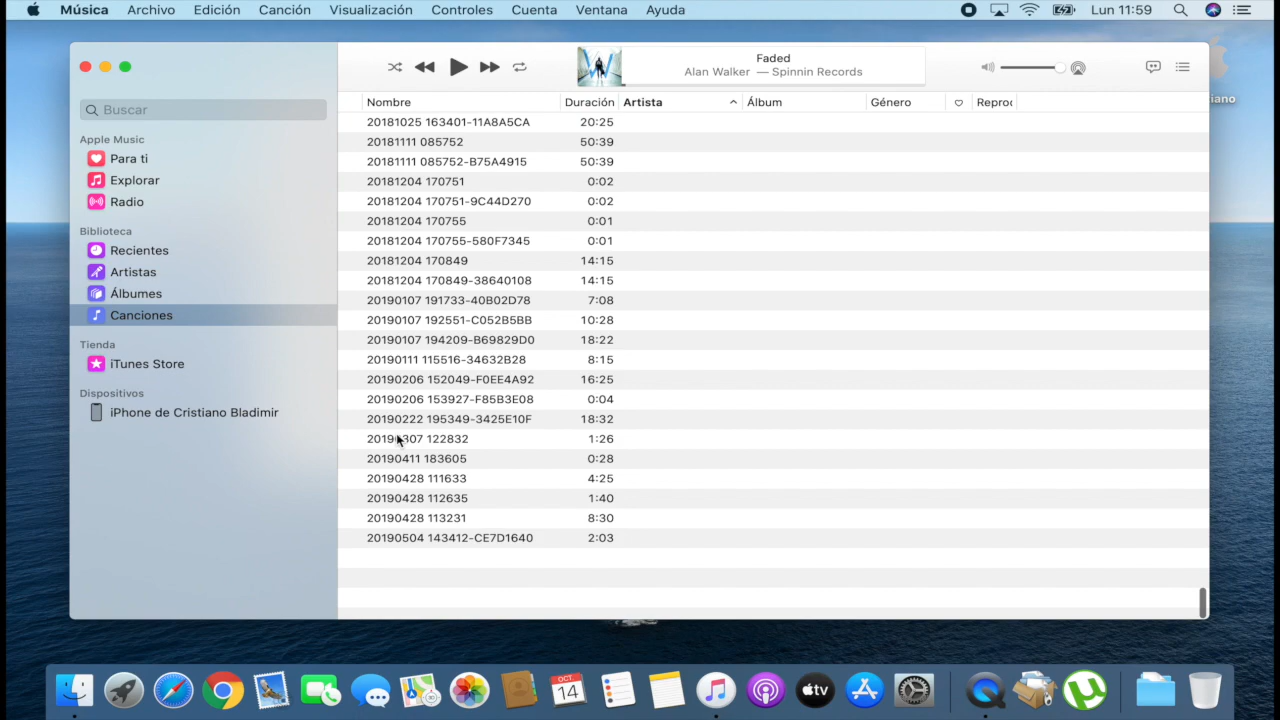 Música Archivo Edición Canción Visualización Controles Cuenta Ventana Ayuda Lun 11:59
Faded
Alan Walker — Spinnin Records
iano
Buscar
Apple Music
Para ti
Explorar
Radio
Biblioteca
Recientes
Artistas
Álbumes
Canciones
Tienda
iTunes Store
Dispositivos
iPhone de Cristiano Bladimir
Nombre Duración Artista Álbum Género Reproc
20181025 163401-11A8A5CA 20:25
20181111 085752 50:39
20181111 085752-B75A4915 50:39
20181204 170751 0:02
20181204 170751-9C44D270 0:02
20181204 170755 0:01
20181204 170755-580F7345 0:01
20181204 170849 14:15
20181204 170849-38640108 14:15
20190107 191733-40B02D78 7:08
20190107 192551-C052B5BB 10:28
20190107 194209-B69829D0 18:22
20190111 115516-34632B28 8:15
20190206 152049-F0EE4A92 16:25
20190206 153927-F85B3E08 0:04
20190222 195349-3425E10F 18:32
20190307 122832 1:26
20190411 183605 0:28
20190428 111633 4:25
20190428 112635 1:40
20190428 113231 8:30
20190504 143412-CE7D1640 2:03
OCT
14
tv